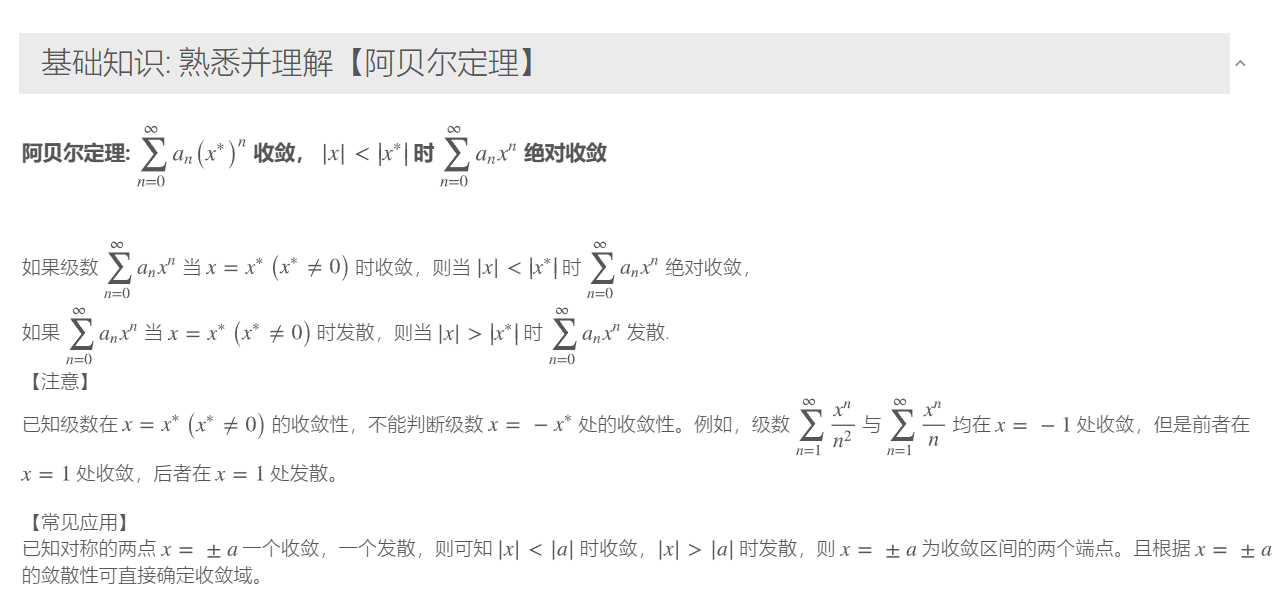 基础知识: 熟悉并理解【阿贝尔定理】
阿贝尔定理: $\sum_{n=0}^{\infty} a_n (x^*)^n$ 收敛， $|x| < |x^*|$ 时 $\sum_{n=0}^{\infty} a_n x^n$ 绝对收敛
如果级数 $\sum_{n=0}^{\infty} a_n x^n$ 当 $x = x^* \ (x^* \neq 0)$ 时收敛，则当 $|x| < |x^*|$ 时 $\sum_{n=0}^{\infty} a_n x^n$ 绝对收敛，
如果 $\sum_{n=0}^{\infty} a_n x^n$ 当 $x = x^* \ (x^* \neq 0)$ 时发散，则当 $|x| > |x^*|$ 时 $\sum_{n=0}^{\infty} a_n x^n$ 发散.
【注意】
已知级数在 $x = x^* \ (x^* \neq 0)$ 的收敛性，不能判断级数 $x = -x^*$ 处的收敛性。例如，级数 $\sum_{n=1}^{\infty} \frac{x^n}{n^2}$ 与 $\sum_{n=1}^{\infty} \frac{x^n}{n}$ 均在 $x = -1$ 处收敛，但是前者在
$x = 1$ 处收敛，后者在 $x = 1$ 处发散。
【常见应用】
已知对称的两点 $x = \pm a$ 一个收敛，一个发散，则可知 $|x| < |a|$ 时收敛，$|x| > |a|$ 时发散，则 $x = \pm a$ 为收敛区间的两个端点。且根据 $x = \pm a$
的敛散性可直接确定收敛域。